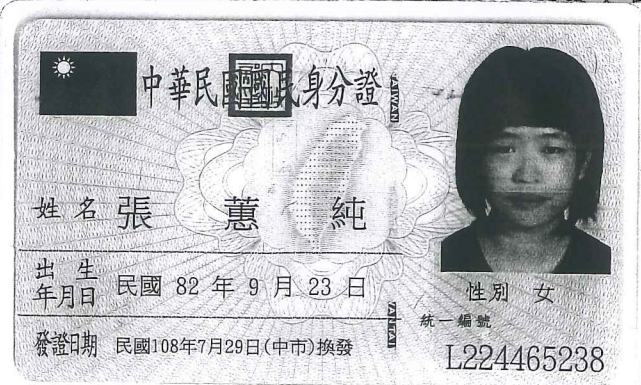 中華民國國民身分證
TAIWAN
姓名 張 蕙 純
出生年月日 民國 82 年 9 月 23 日
性別 女
統一編號
TAIWAN
發證日期 民國108年7月29日(中市)換發
L224465238